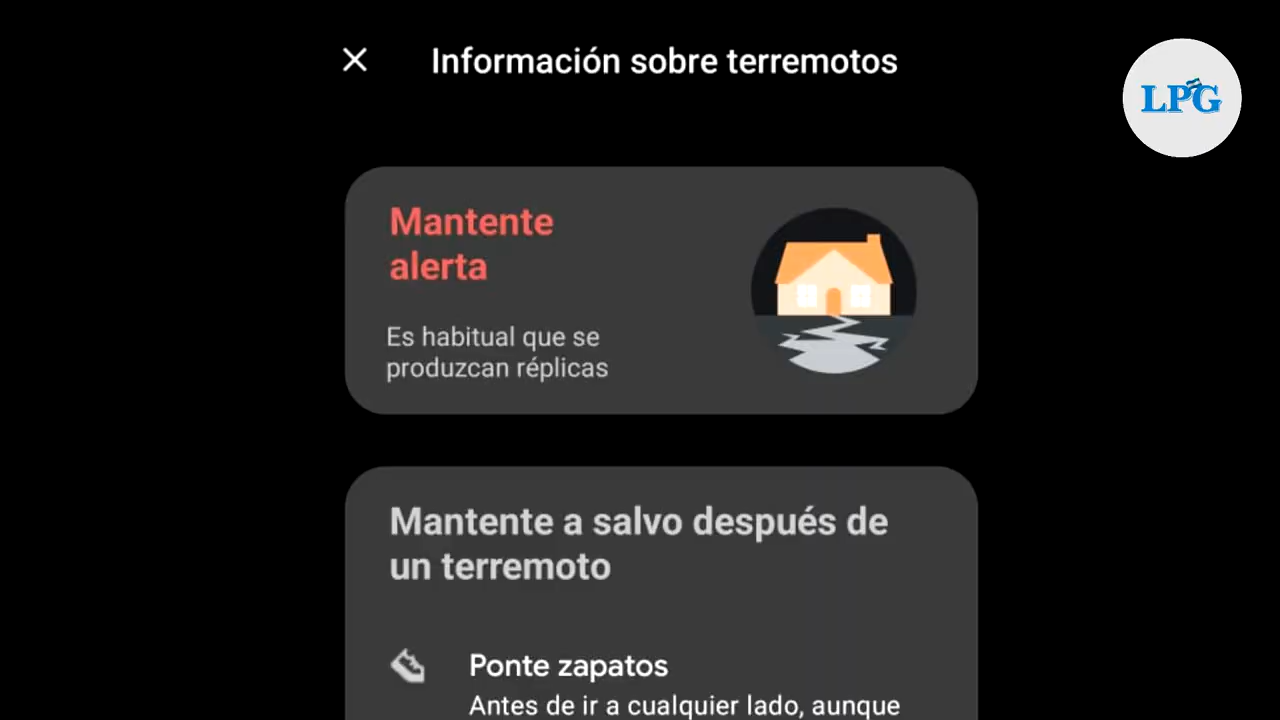 Información sobre terremotos
LPG
Mantente
alerta
Es habitual que se
produzcan réplicas
Mantente a salvo después de
un terremoto
Ponte zapatos
Antes de ir a cualquier lado, aunque